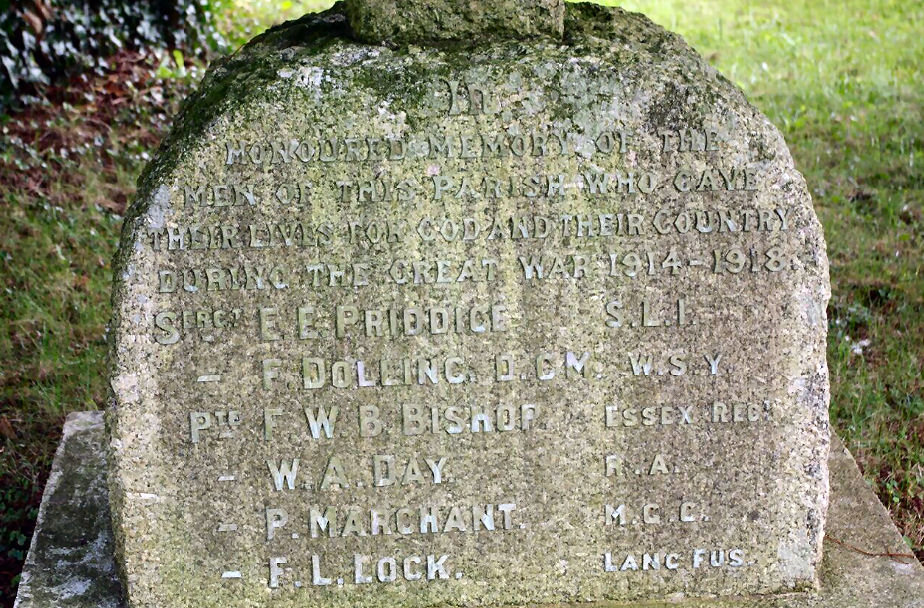 IN
HONOURED MEMORY OF THE
MEN OF THIS PARISH WHO GAVE
THEIR LIVES FOR GOD AND THEIR COUNTRY
DURING THE GREAT WAR 1914-1918.
SERGT E. E. PRIDDICE. S.L.I.
- F. DOLLING. D.C.M. W.S.Y
PTE F. W. B. BISHOP. ESSEX REGT
- W. A. DAY. R.A.
- P. MARCHANT. M.G.C.
- F. L. LOCK. LANC FUS.